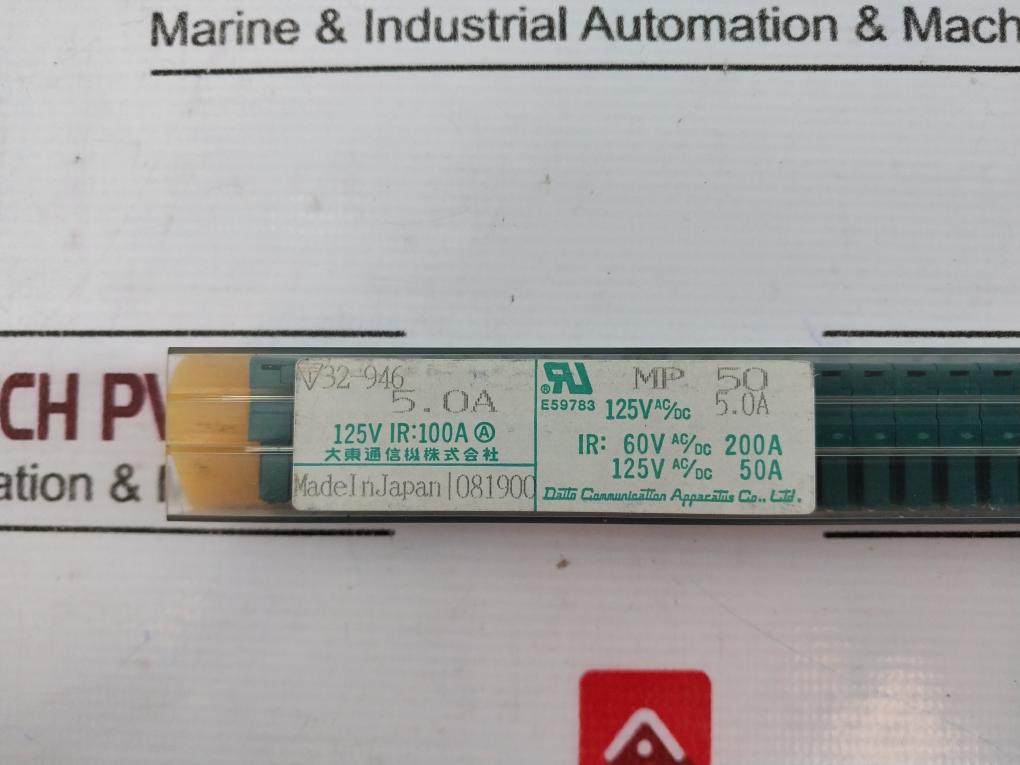 Marine & Industrial Automation & Mach
CH PV
ation & I
▽32-946
5.0A
125V IR:100A Ⓐ
大東通信機株式会社
MadeInJapan|081900
®RU MP 50
E59783 125V AC/DC 5.0A
IR: 60V AC/DC 200A
125V AC/DC 50A
Daito Communication Apparatus Co., Ltd.